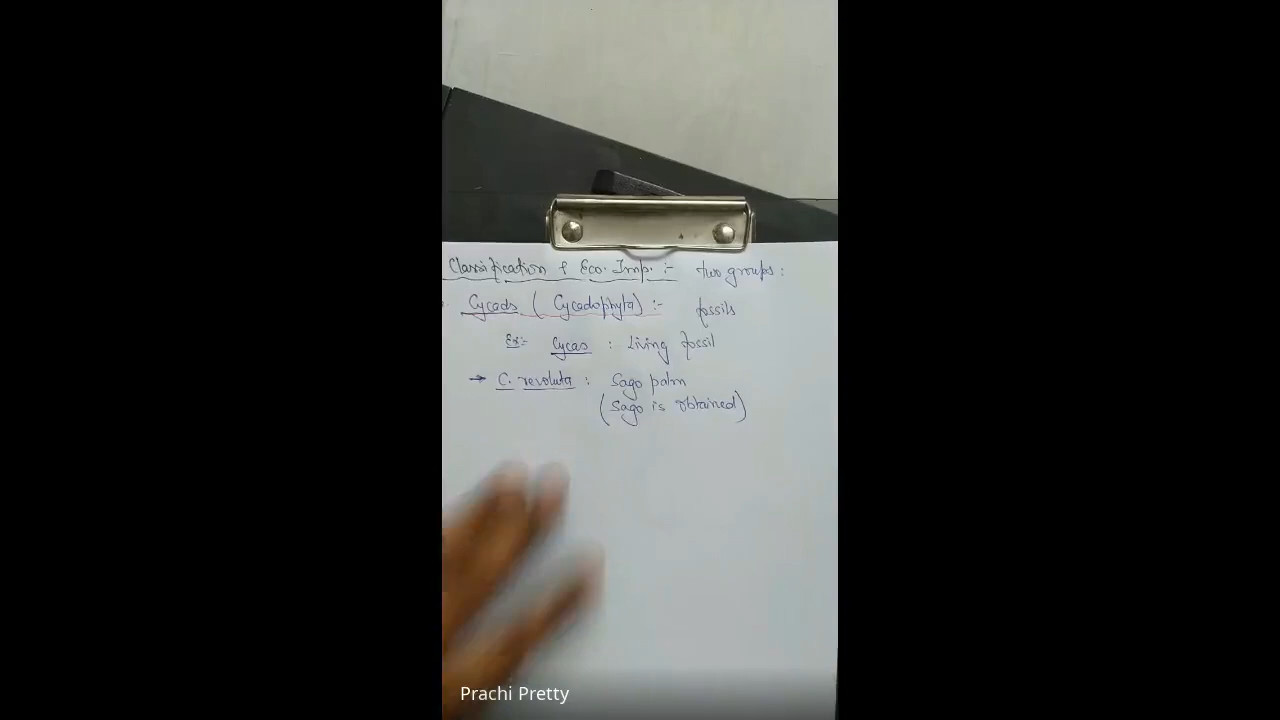 Classification & Eco. Imp. :- two groups :
Cycads ( Cycadophyta) :- fossils
Ex:- Cycas : Living fossil
→ C. revoluta : Sago palm
(Sago is obtained)
Prachi Pretty